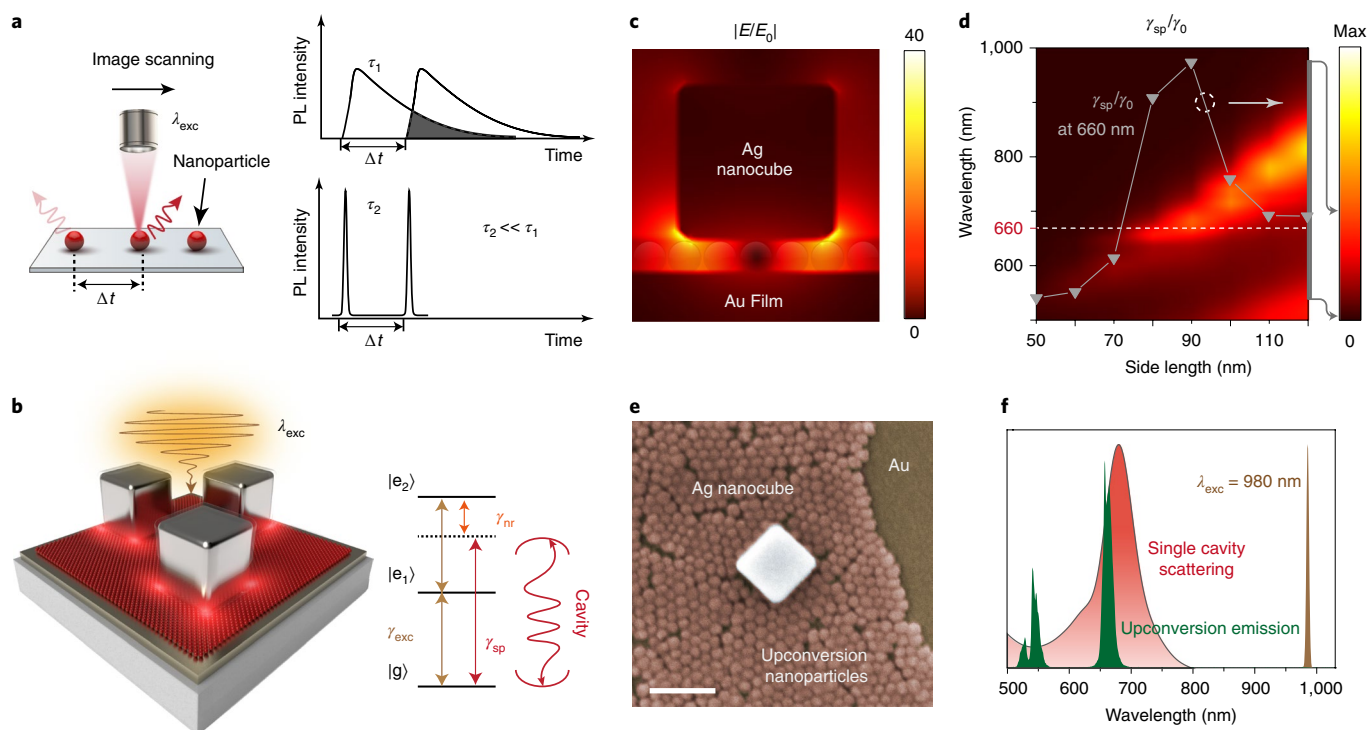 a
Image scanning
λexc
Nanoparticle
Δt
PL intensity
τ1
Δt
Time
PL intensity
τ2
τ2 << τ1
Δt
Time
b
λexc
|e2⟩
γnr
|e1⟩
γexc
γsp
Cavity
|g⟩
c
|E/E0|
40
Ag
nanocube
Au Film
0
d
γsp/γ0
Max
1,000
γsp/γ0
at 660 nm
800
660
600
Wavelength (nm)
50 70 90 110
Side length (nm)
0
e
Au
Ag nanocube
Upconversion
nanoparticles
f
λexc = 980 nm
Single cavity
scattering
Upconversion emission
500 600 700 800 900 1,000
Wavelength (nm)